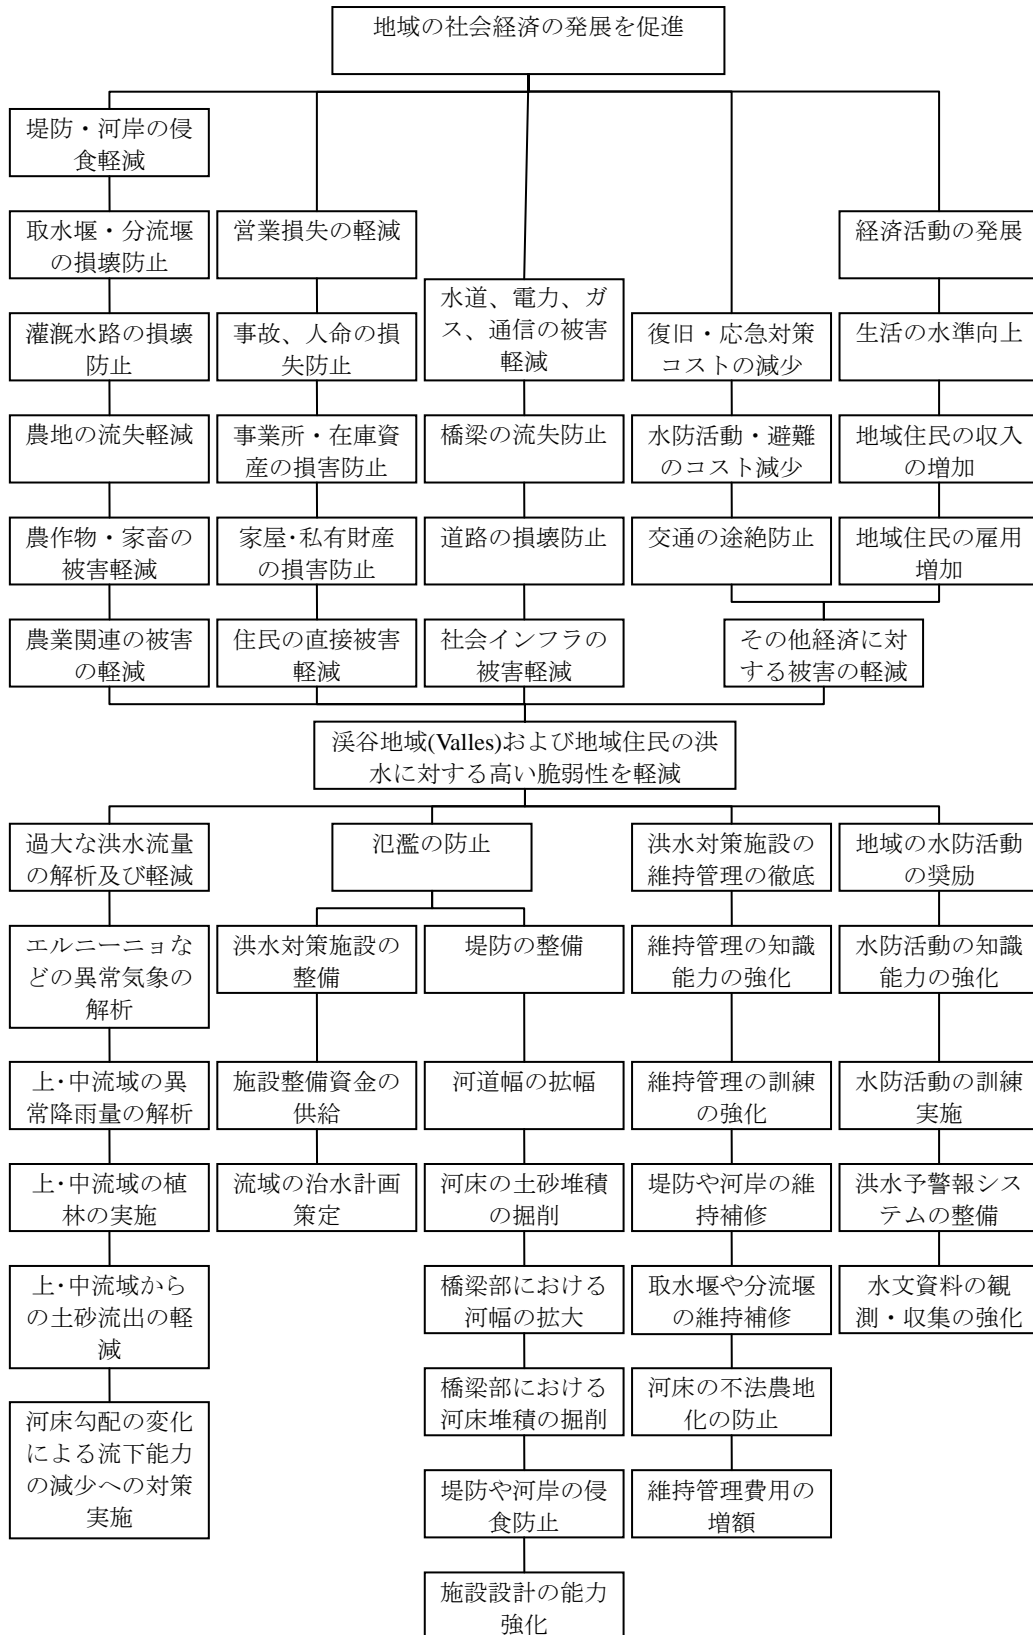 地域の社会経済の発展を促進
堤防・河岸の侵
食軽減
取水堰・分流堰
の損壊防止
営業損失の軽減
経済活動の発展
水道、電力、ガ
ス、通信の被害
軽減
灌漑水路の損壊
防止
事故、人命の損
失防止
復旧・応急対策
コストの減少
生活の水準向上
農地の流失軽減
事業所・在庫資
産の損害防止
橋梁の流失防止
水防活動・避難
のコスト減少
地域住民の収入
の増加
農作物・家畜の
被害軽減
家屋・私有財産
の損害防止
道路の損壊防止
交通の途絶防止
地域住民の雇用
増加
農業関連の被害
の軽減
住民の直接被害
軽減
社会インフラの
被害軽減
その他経済に対
する被害の軽減
渓谷地域(Valles)および地域住民の洪
水に対する高い脆弱性を軽減
過大な洪水流量
の解析及び軽減
氾濫の防止
洪水対策施設の
維持管理の徹底
地域の水防活動
の奨励
エルニーニョな
どの異常気象の
解析
洪水対策施設の
整備
堤防の整備
維持管理の知識
能力の強化
水防活動の知識
能力の強化
上・中流域の異
常降雨量の解析
施設整備資金の
供給
河道幅の拡幅
維持管理の訓練
の強化
水防活動の訓練
実施
上・中流域の植
林の実施
流域の治水計画
策定
河床の土砂堆積
の掘削
堤防や河岸の維
持補修
洪水予警報シス
テムの整備
上・中流域から
の土砂流出の軽
減
橋梁部における
河幅の拡大
取水堰や分流堰
の維持補修
水文資料の観
測・収集の強化
河床勾配の変化
による流下能力
の減少への対策
実施
橋梁部における
河床堆積の掘削
河床の不法農地
化の防止
堤防や河岸の侵
食防止
維持管理費用の
増額
施設設計の能力
強化